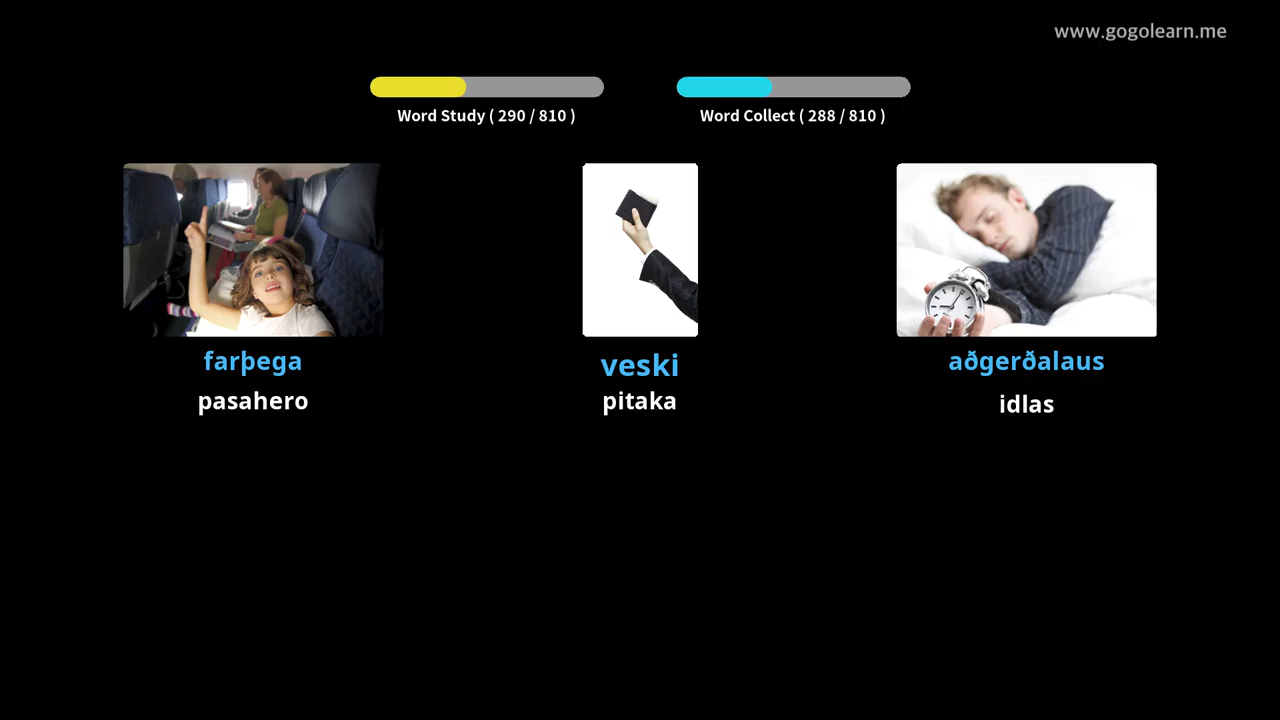 www.gogolearn.me
Word Study ( 290 / 810 )
Word Collect ( 288 / 810 )
farþega
pasahero
veski
pitaka
aðgerðalaus
idlas